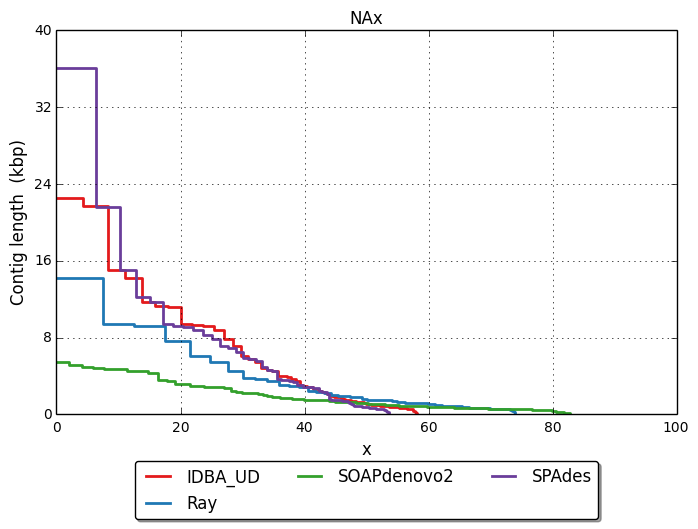 NAx
40
32
24
16
8
0
0 20 40 60 80 100
Contig length (kbp)
x
IDBA_UD SOAPdenovo2 SPAdes
Ray